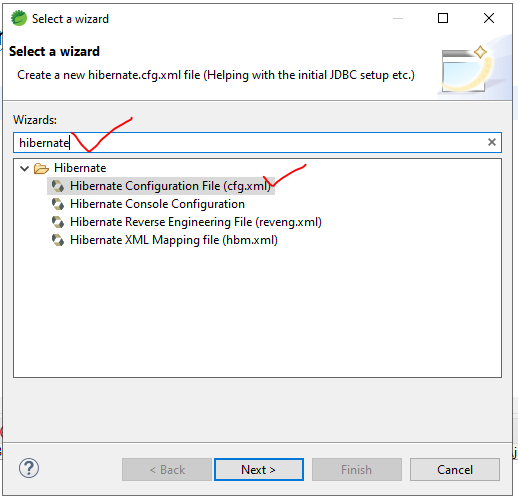 Select a wizard
Select a wizard
Create a new hibernate.cfg.xml file (Helping with the initial JDBC setup etc.)
Wizards:
hibernate
Hibernate
Hibernate Configuration File (cfg.xml)
Hibernate Console Configuration
Hibernate Reverse Engineering File (reveng.xml)
Hibernate XML Mapping file (hbm.xml)
< Back Next > Finish Cancel